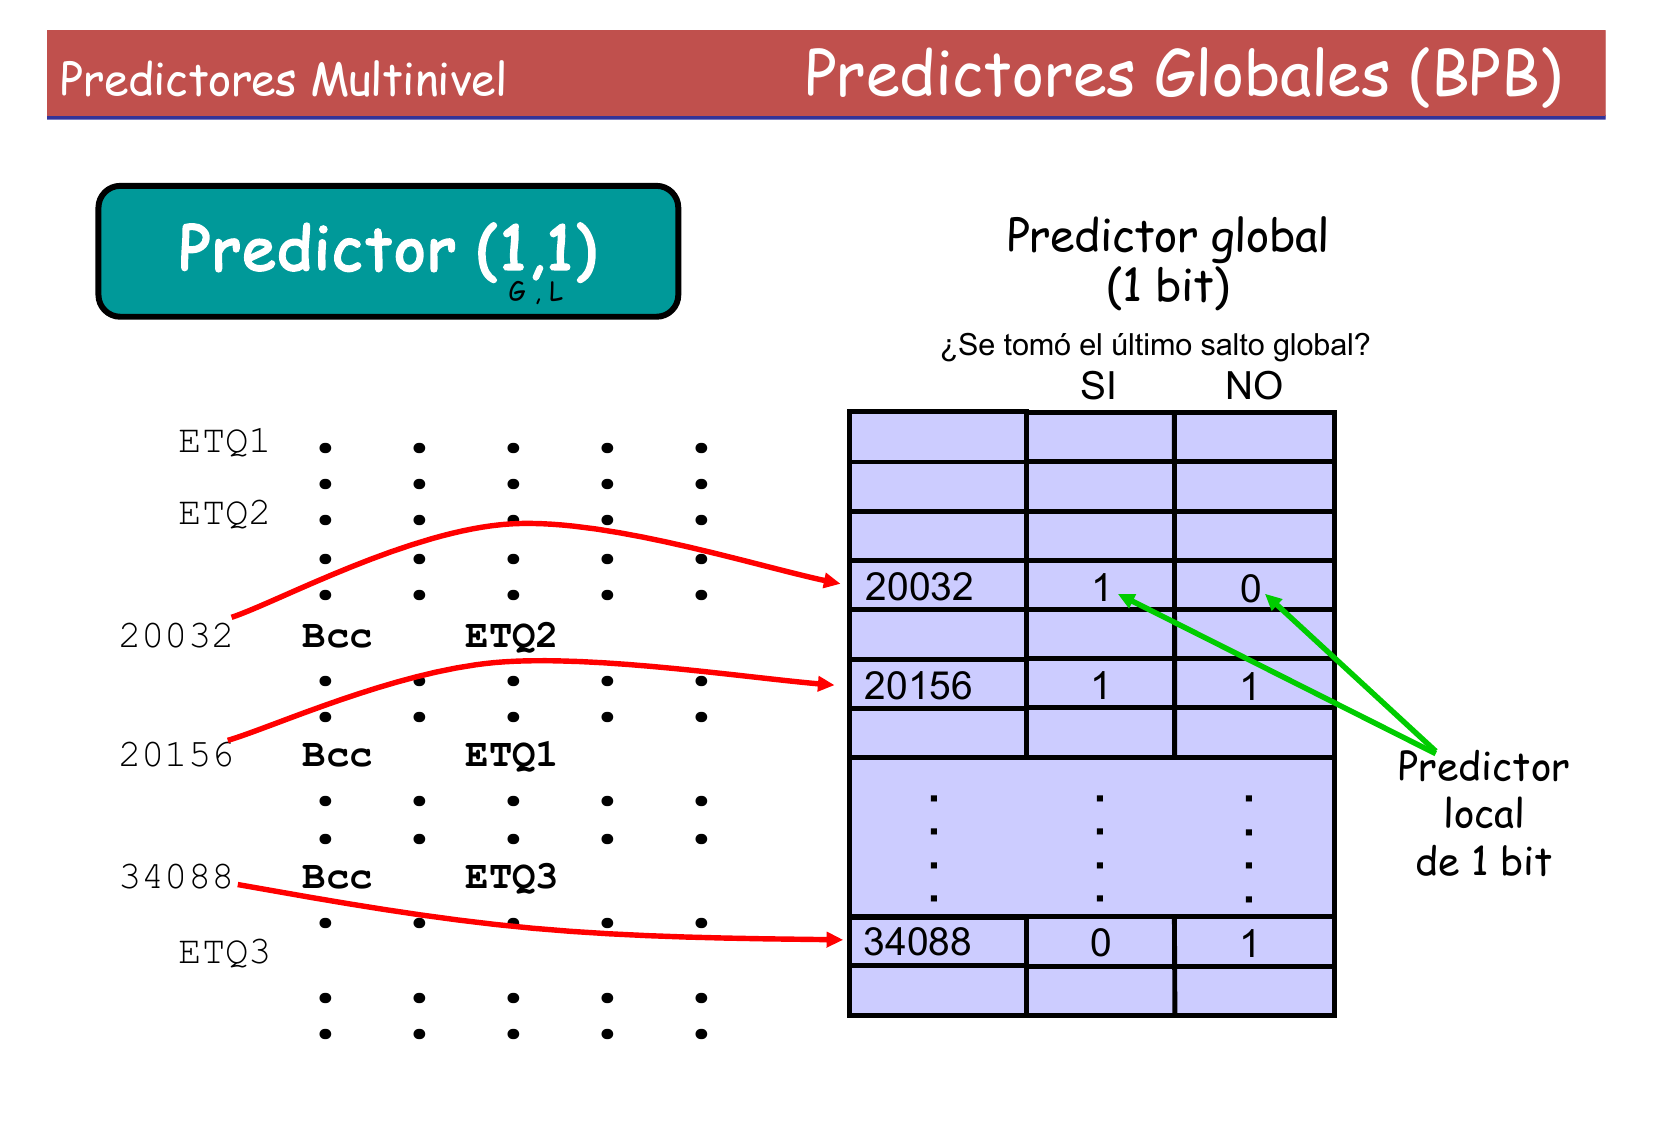 Predictores Multinivel
Predictores Globales (BPB)
Predictor (1,1)
G , L
Predictor global
(1 bit)
¿Se tomó el último salto global?
SI NO
ETQ1
ETQ2
20032 Bcc ETQ2
20156 Bcc ETQ1
34088 Bcc ETQ3
ETQ3
20032 1 0
20156 1 1
34088 0 1
Predictor
local
de 1 bit